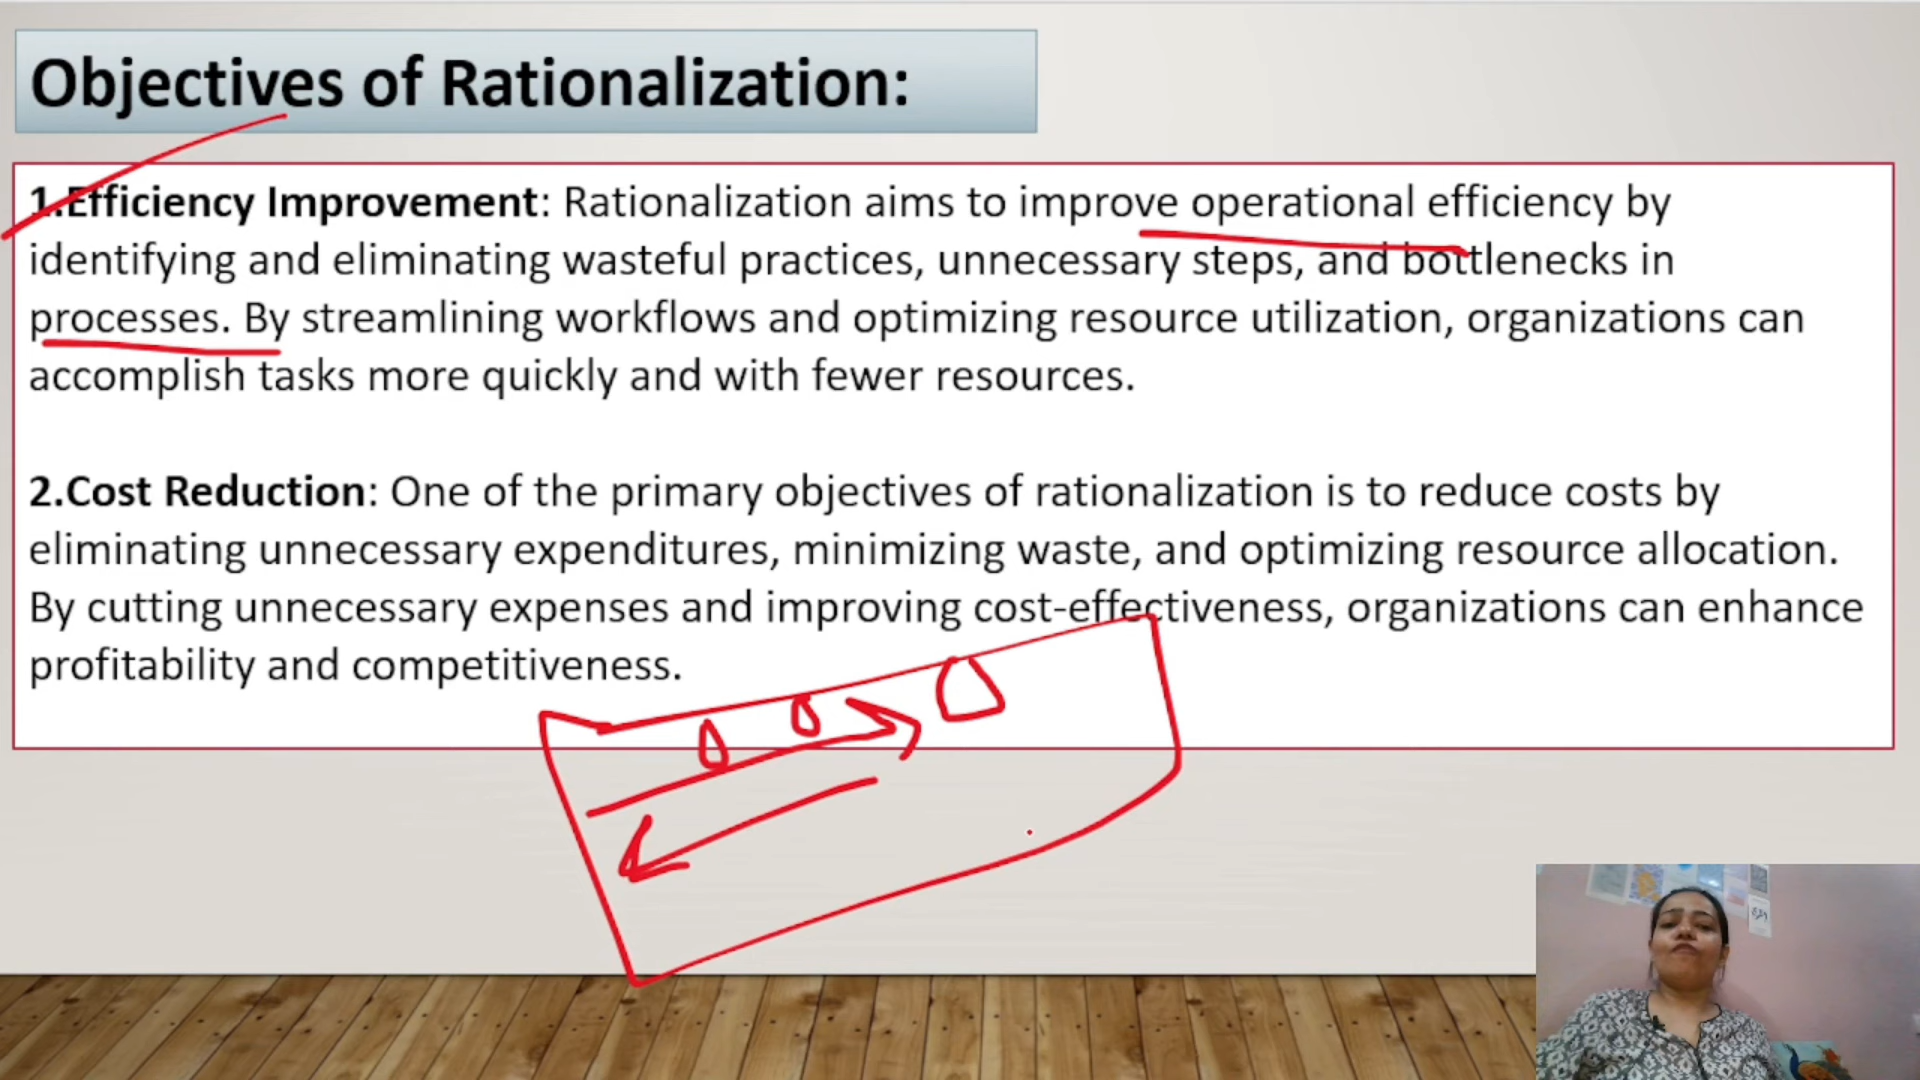 Objectives of Rationalization:
1.Efficiency Improvement: Rationalization aims to improve operational efficiency by
identifying and eliminating wasteful practices, unnecessary steps, and bottlenecks in
processes. By streamlining workflows and optimizing resource utilization, organizations can
accomplish tasks more quickly and with fewer resources.
2.Cost Reduction: One of the primary objectives of rationalization is to reduce costs by
eliminating unnecessary expenditures, minimizing waste, and optimizing resource allocation.
By cutting unnecessary expenses and improving cost-effectiveness, organizations can enhance
profitability and competitiveness.